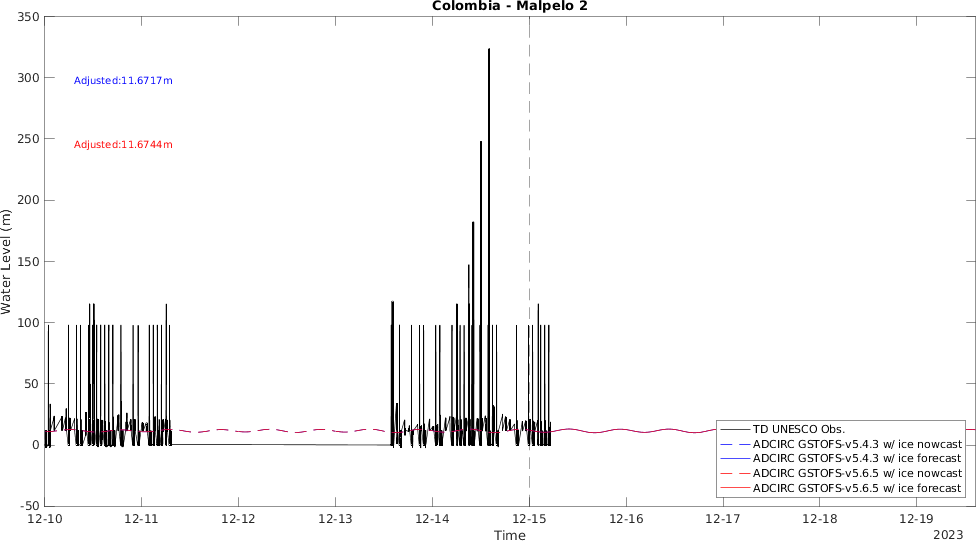 Colombia - Malpelo 2
350
300
250
200
150
100
50
0
-50
Water Level (m)
Adjusted:11.6717m
Adjusted:11.6744m
TD UNESCO Obs.
ADCIRC GSTOFS-v5.4.3 w/ ice nowcast
ADCIRC GSTOFS-v5.4.3 w/ ice forecast
ADCIRC GSTOFS-v5.6.5 w/ ice nowcast
ADCIRC GSTOFS-v5.6.5 w/ ice forecast
12-10 12-11 12-12 12-13 12-14 12-15 12-16 12-17 12-18 12-19
Time
2023